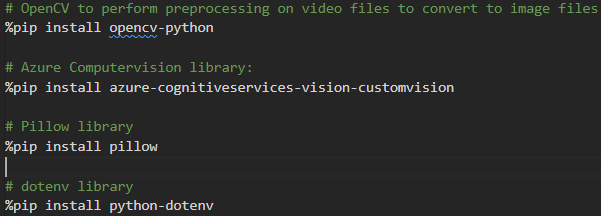 # OpenCV to perform preprocessing on video files to convert to image files
%pip install opencv-python
# Azure Computervision library:
%pip install azure-cognitiveservices-vision-customvision
# Pillow library
%pip install pillow
# dotenv library
%pip install python-dotenv